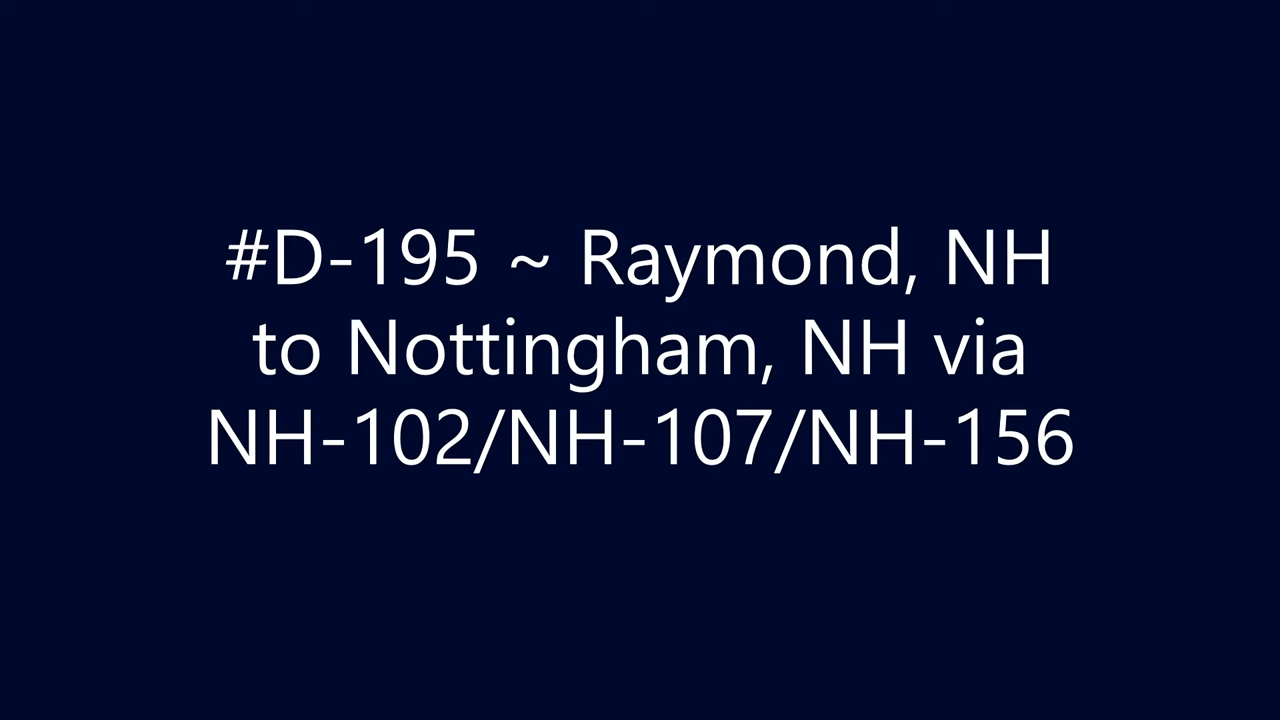 #D-195 ~ Raymond, NH
to Nottingham, NH via
NH-102/NH-107/NH-156